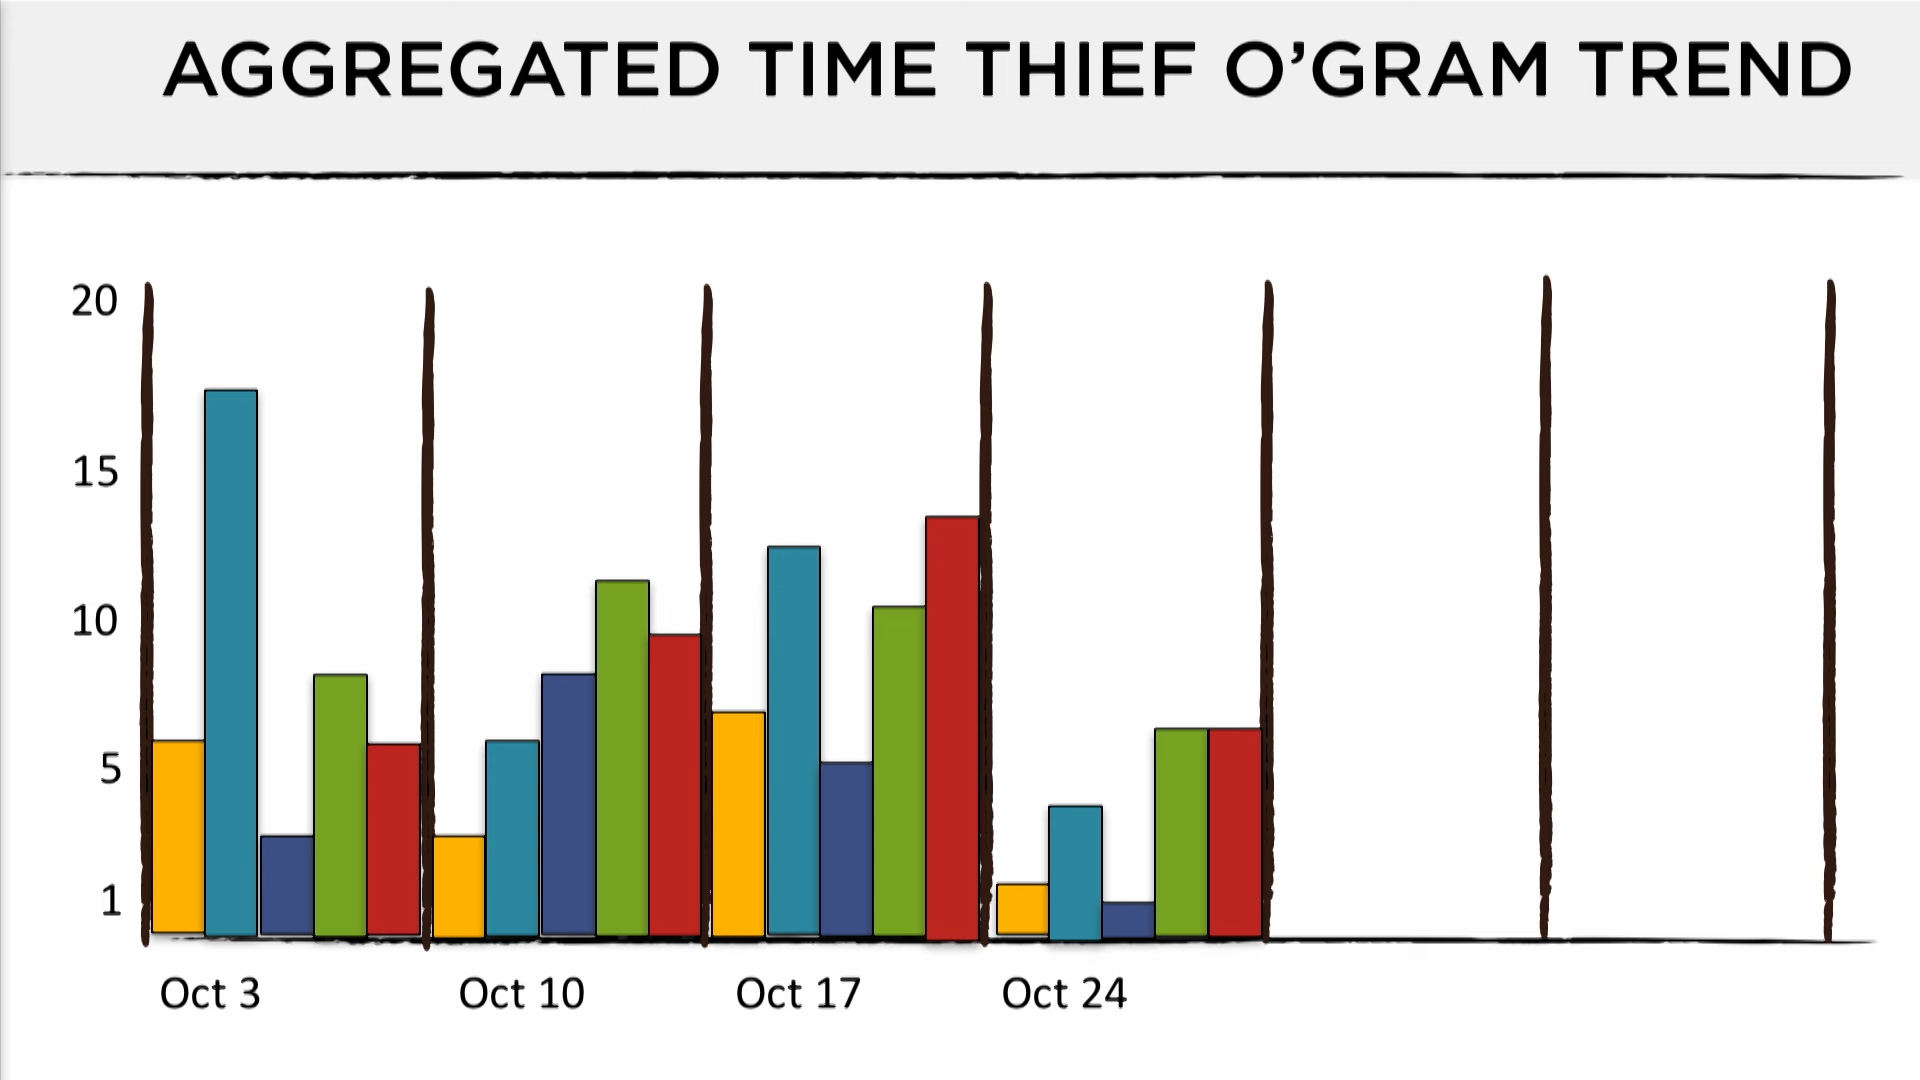 AGGREGATED TIME THIEF O’GRAM TREND
20
15
10
5
1
Oct 3 Oct 10 Oct 17 Oct 24